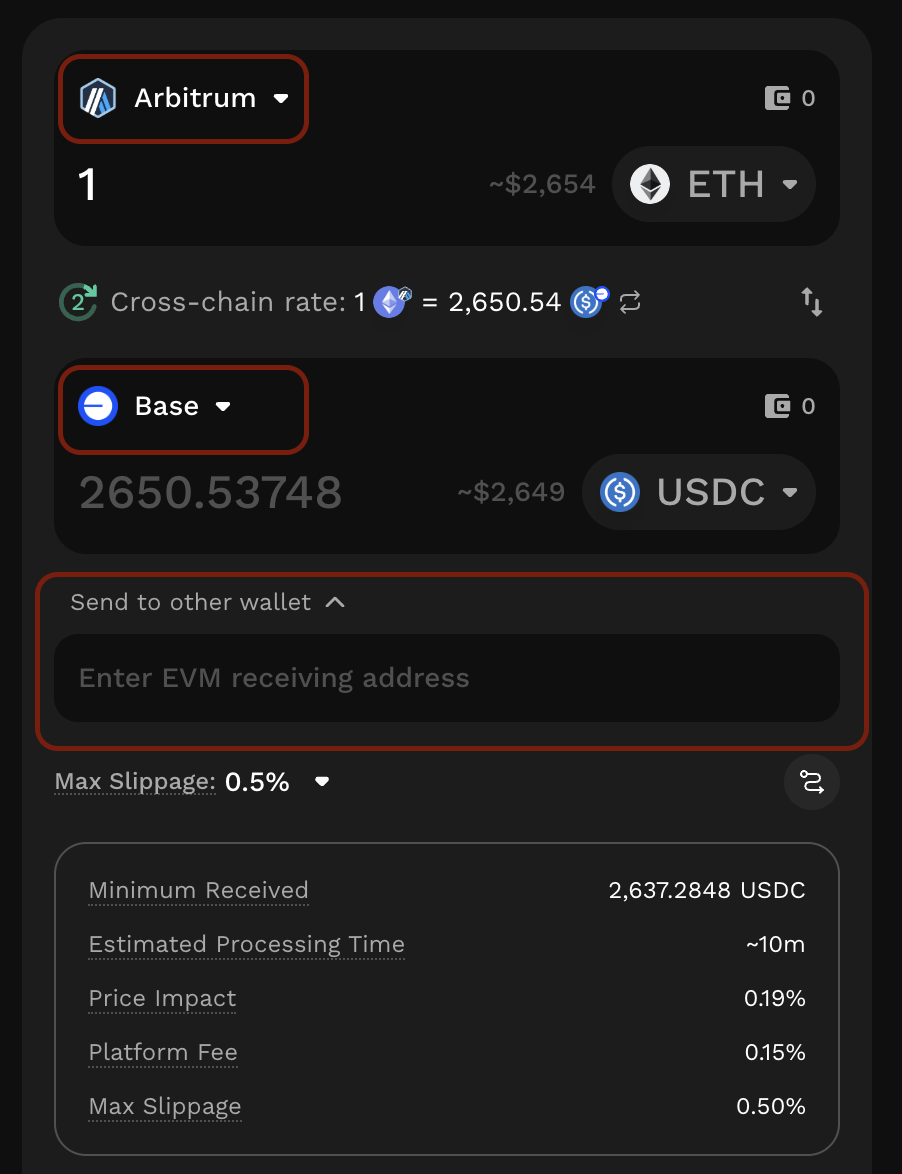 Arbitrum 0
1 ~$2,654 ETH
2 Cross-chain rate: 1 = 2,650.54
Base 0
2650.53748 ~$2,649 USDC
Send to other wallet
Enter EVM receiving address
Max Slippage: 0.5%
Minimum Received 2,637.2848 USDC
Estimated Processing Time ~10m
Price Impact 0.19%
Platform Fee 0.15%
Max Slippage 0.50%